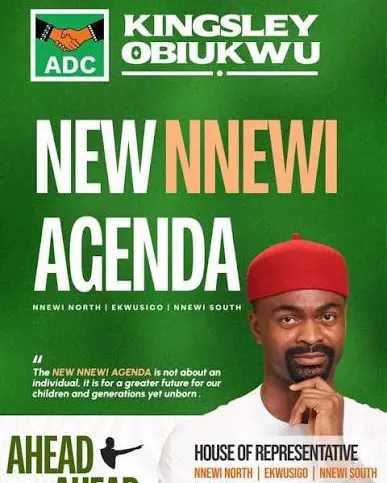 ADC
KINGSLEY
OBIUKWU
NEW NNEWI
AGENDA
NNEWI NORTH | EKWUSICO | NNEWI SOUTH
"
The NEW NNEWI AGENDA is not about an
individual, it is for a greater future for our
children and generations yet unborn.
AHEAD
AHEAD
HOUSE OF REPRESENTATIVE
NNEWI NORTH | EKWUSIGO | NNEWI SOUTH